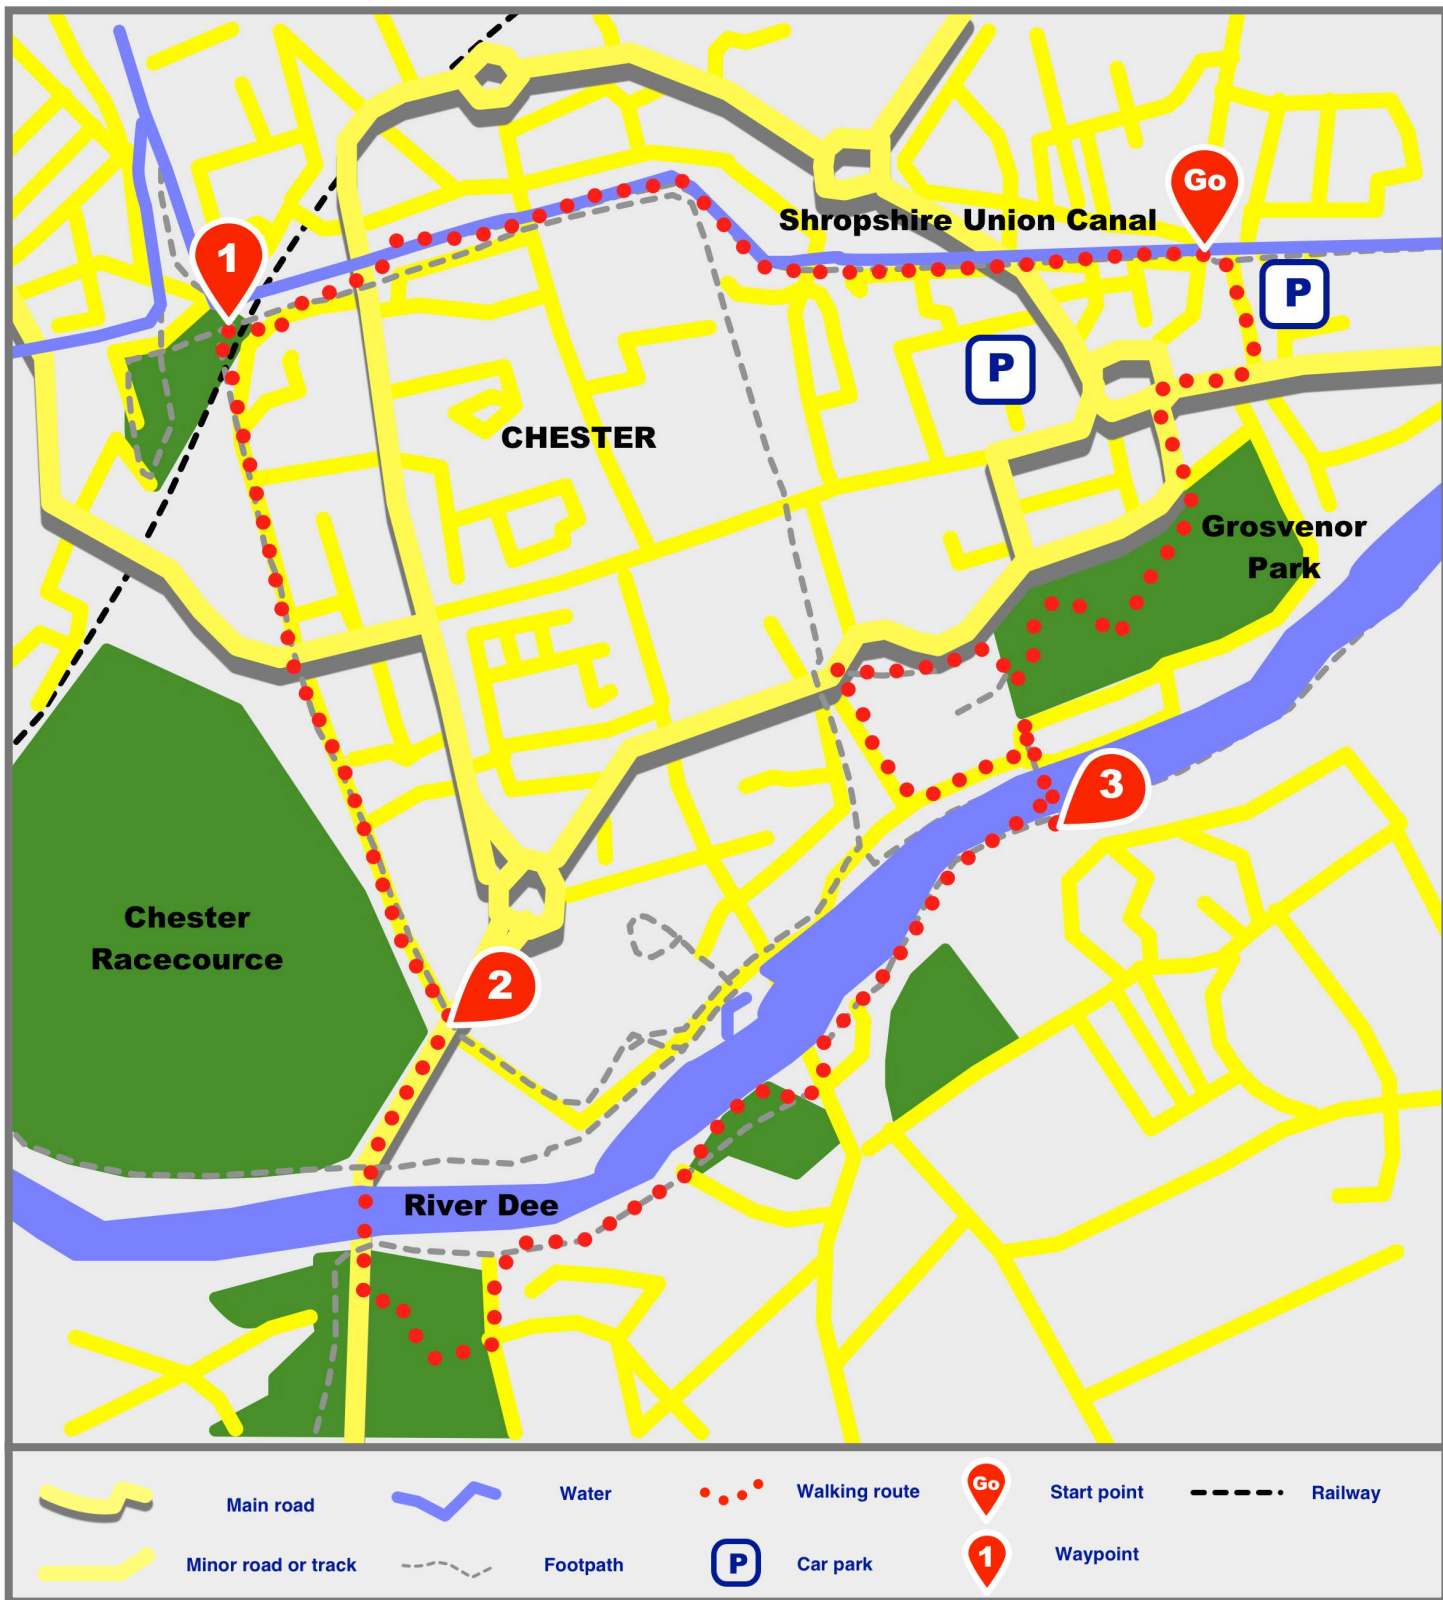 Go
Shropshire Union Canal
1
P
P
CHESTER
Grosvenor
Park
3
Chester
Racecource
2
River Dee
Main road
Water
Walking route
Go
Start point
Railway
Minor road or track
Footpath
P
Car park
1
Waypoint